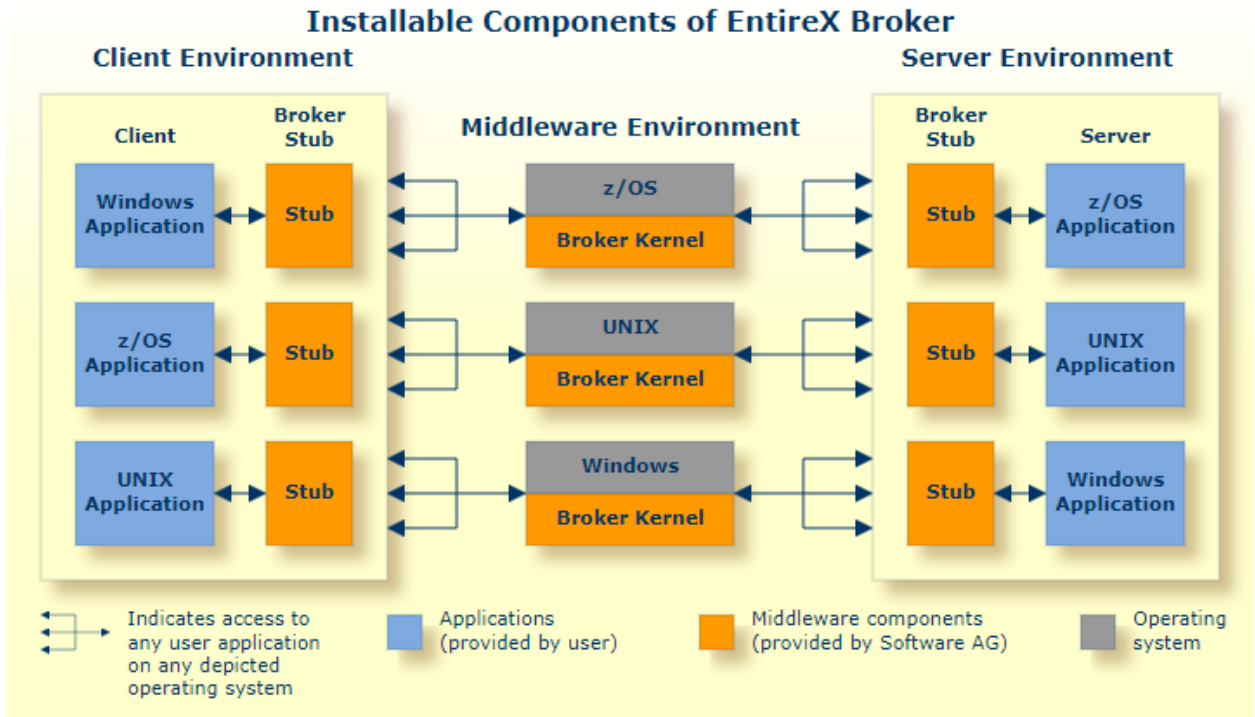 Installable Components of EntireX Broker
Client Environment
Server Environment
Middleware Environment
Client
Broker
Stub
Broker
Stub
Server
Windows
Application
Stub
z/OS
Broker Kernel
Stub
z/OS
Application
z/OS
Application
Stub
UNIX
Broker Kernel
Stub
UNIX
Application
UNIX
Application
Stub
Windows
Broker Kernel
Stub
Windows
Application
Indicates access to
any user application
on any depicted
operating system
Applications
(provided by user)
Middleware components
(provided by Software AG)
Operating
system